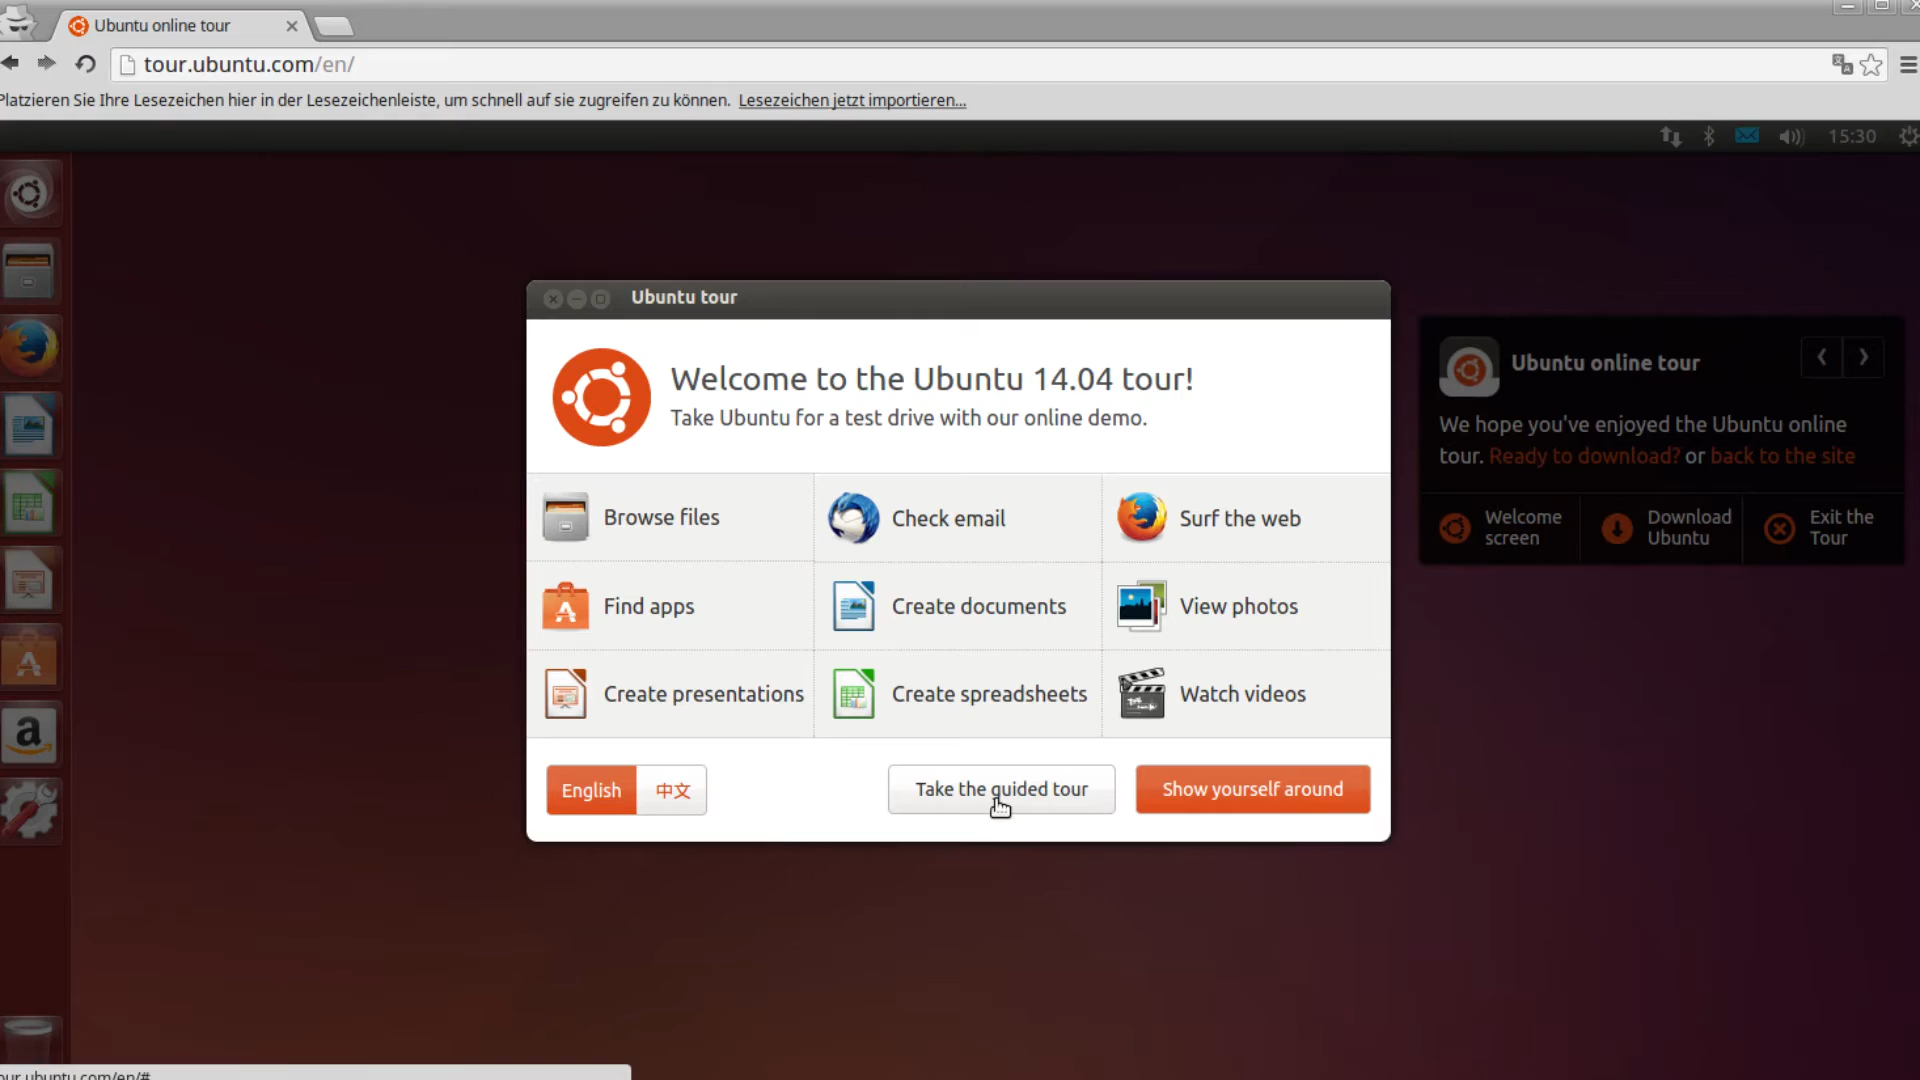 Ubuntu online tour
tour.ubuntu.com/en/
Platzieren Sie Ihre Lesezeichen hier in der Lesezeichenleiste, um schnell auf sie zugreifen zu können. Lesezeichen jetzt importieren...
15:30
Ubuntu tour
Welcome to the Ubuntu 14.04 tour!
Take Ubuntu for a test drive with our online demo.
Browse files
Check email
Surf the web
Find apps
Create documents
View photos
Create presentations
Create spreadsheets
Watch videos
English
中文
Take the guided tour
Show yourself around
Ubuntu online tour
We hope you've enjoyed the Ubuntu online
tour. Ready to download? or back to the site
Welcome
screen
Download
Ubuntu
Exit the
Tour
our.ubuntu.com/en/#